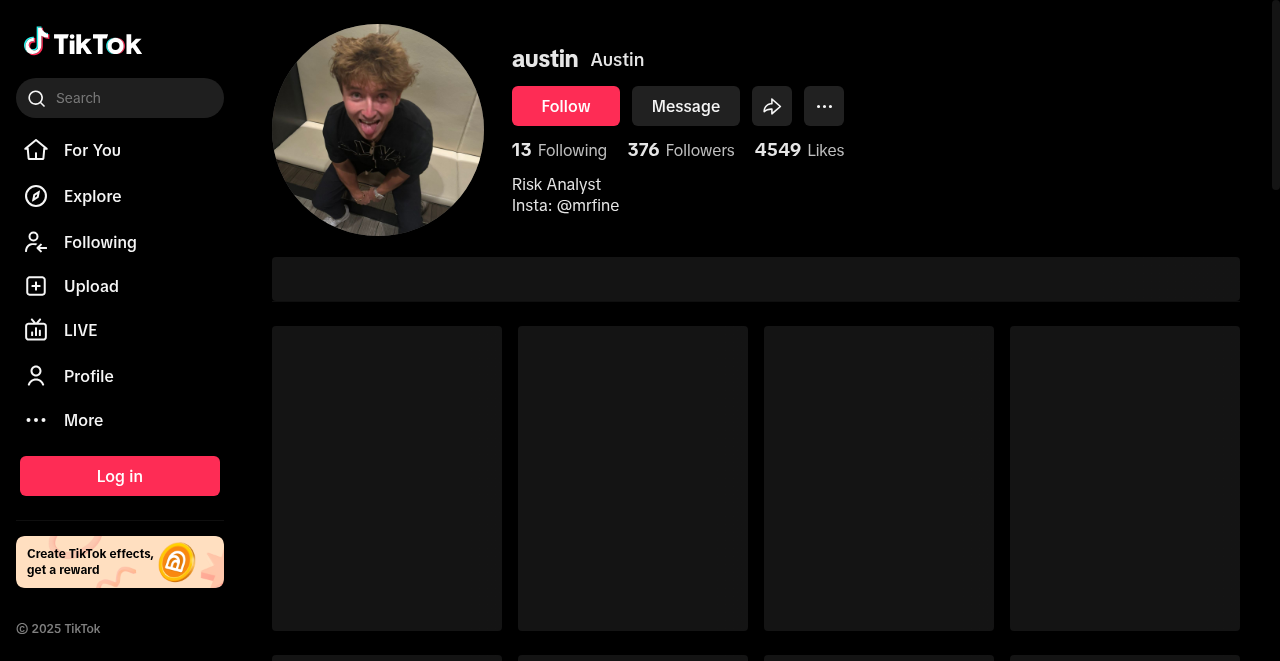 TikTok
Search
For You
Explore
Following
Upload
LIVE
Profile
More
Log in
Create TikTok effects,
get a reward
© 2025 TikTok
austin Austin
Follow Message
13 Following 376 Followers 4549 Likes
Risk Analyst
Insta: @mrfine